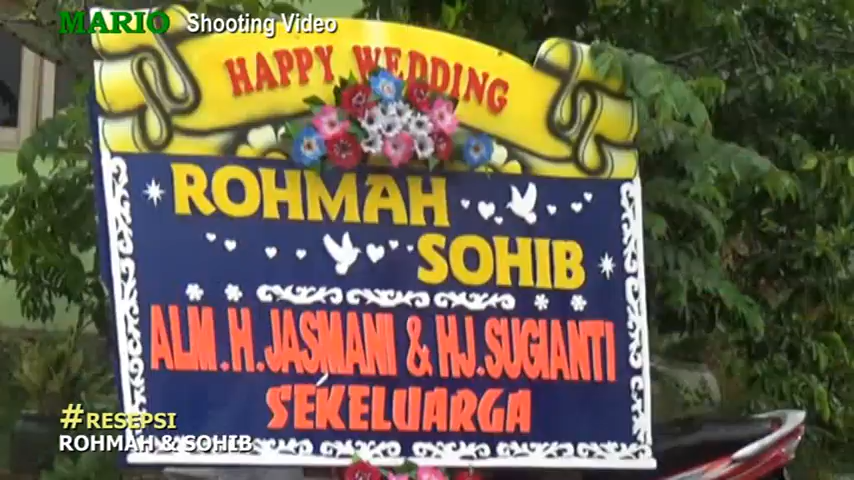 MARIO Shooting Video
HAPPY WEDDING
ROHMAH
SOHIB
ALM.H.JASMANI & HJ.SUGIANTI
SEKELUARGA
#RESEPSI
ROHMAH & SOHIB